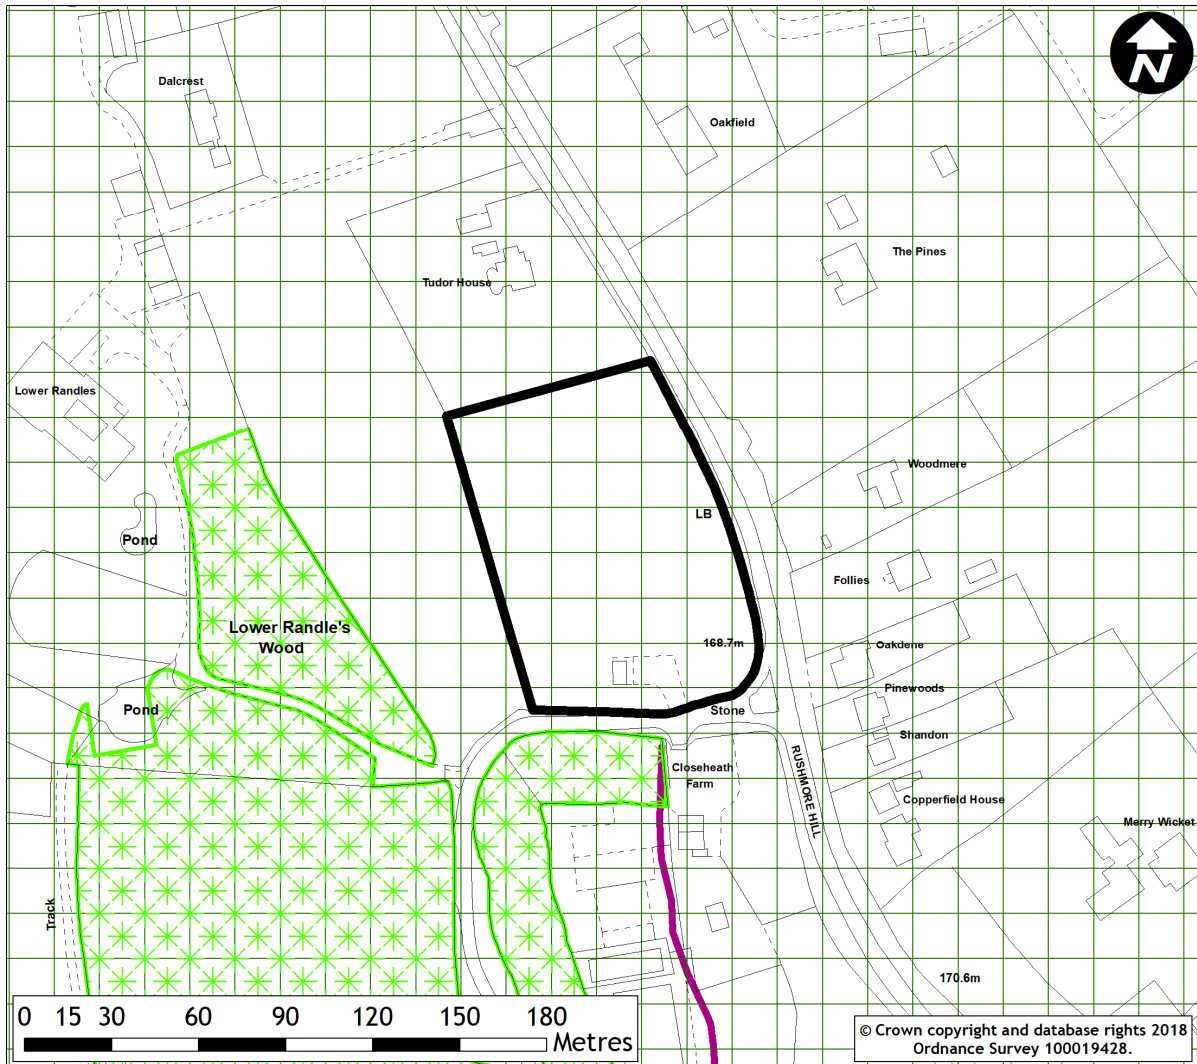 N
Dalcrest
Oakfield
The Pines
Tudor House
Lower Randles
Woodmere
LB
Pond
Follies
Lower Randle's
Wood
168.7m
Oakdene
Pinewoods
Pond
Stone
Shandon
Closeheath
Farm
RUSHMORE HILL
Copperfield House
Merry Wicket
Track
170.6m
0 15 30 60 90 120 150 180
Metres
© Crown copyright and database rights 2018
Ordnance Survey 100019428.